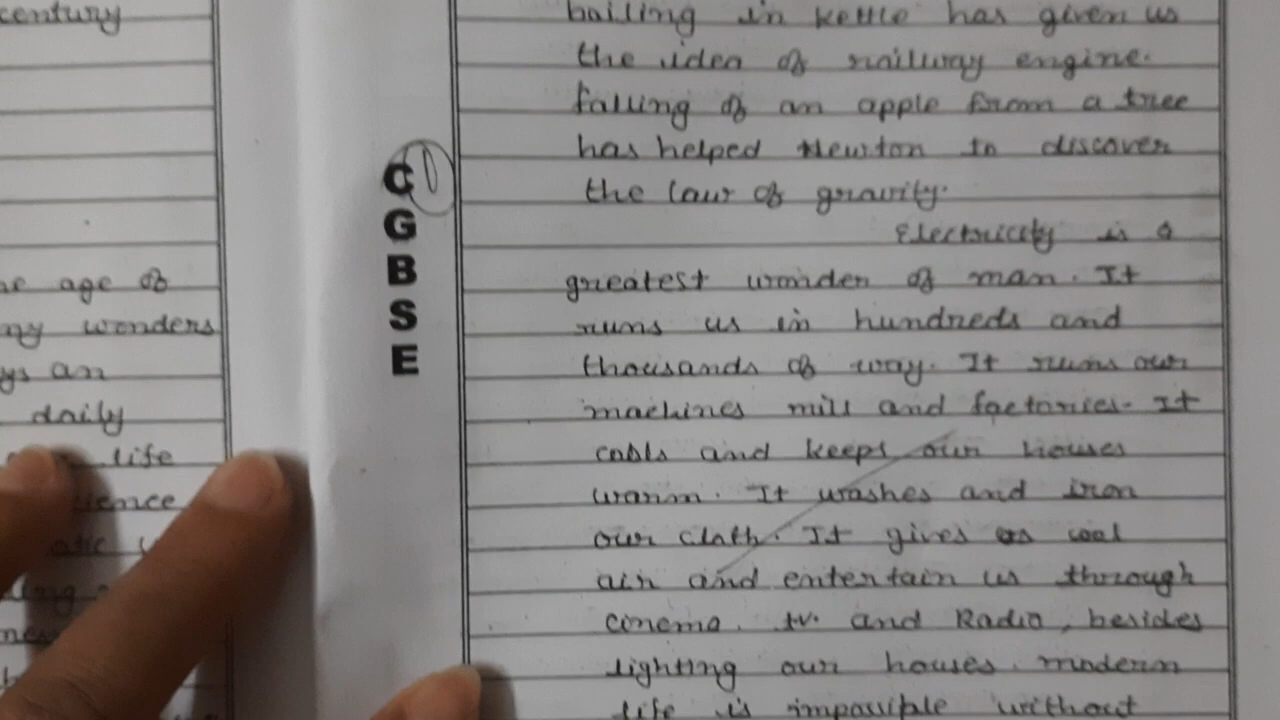 century
age of
wonders
an
daily
life
boiling in kettle has given us
the idea of railway engine.
falling of an apple from a tree
has helped Newton to discover
the law of gravity.
Electricity is a
greatest wonder of man. It
runs us in hundreds and
thousands of way. It runs our
machines mill and factories. It
and keeps our houses
warm. It washes and iron
our cloth. It gives us cool
air and entertain us through
cinema. tv. and Radio, besides
lighting our houses. modern
life is impossible without
CGBSE